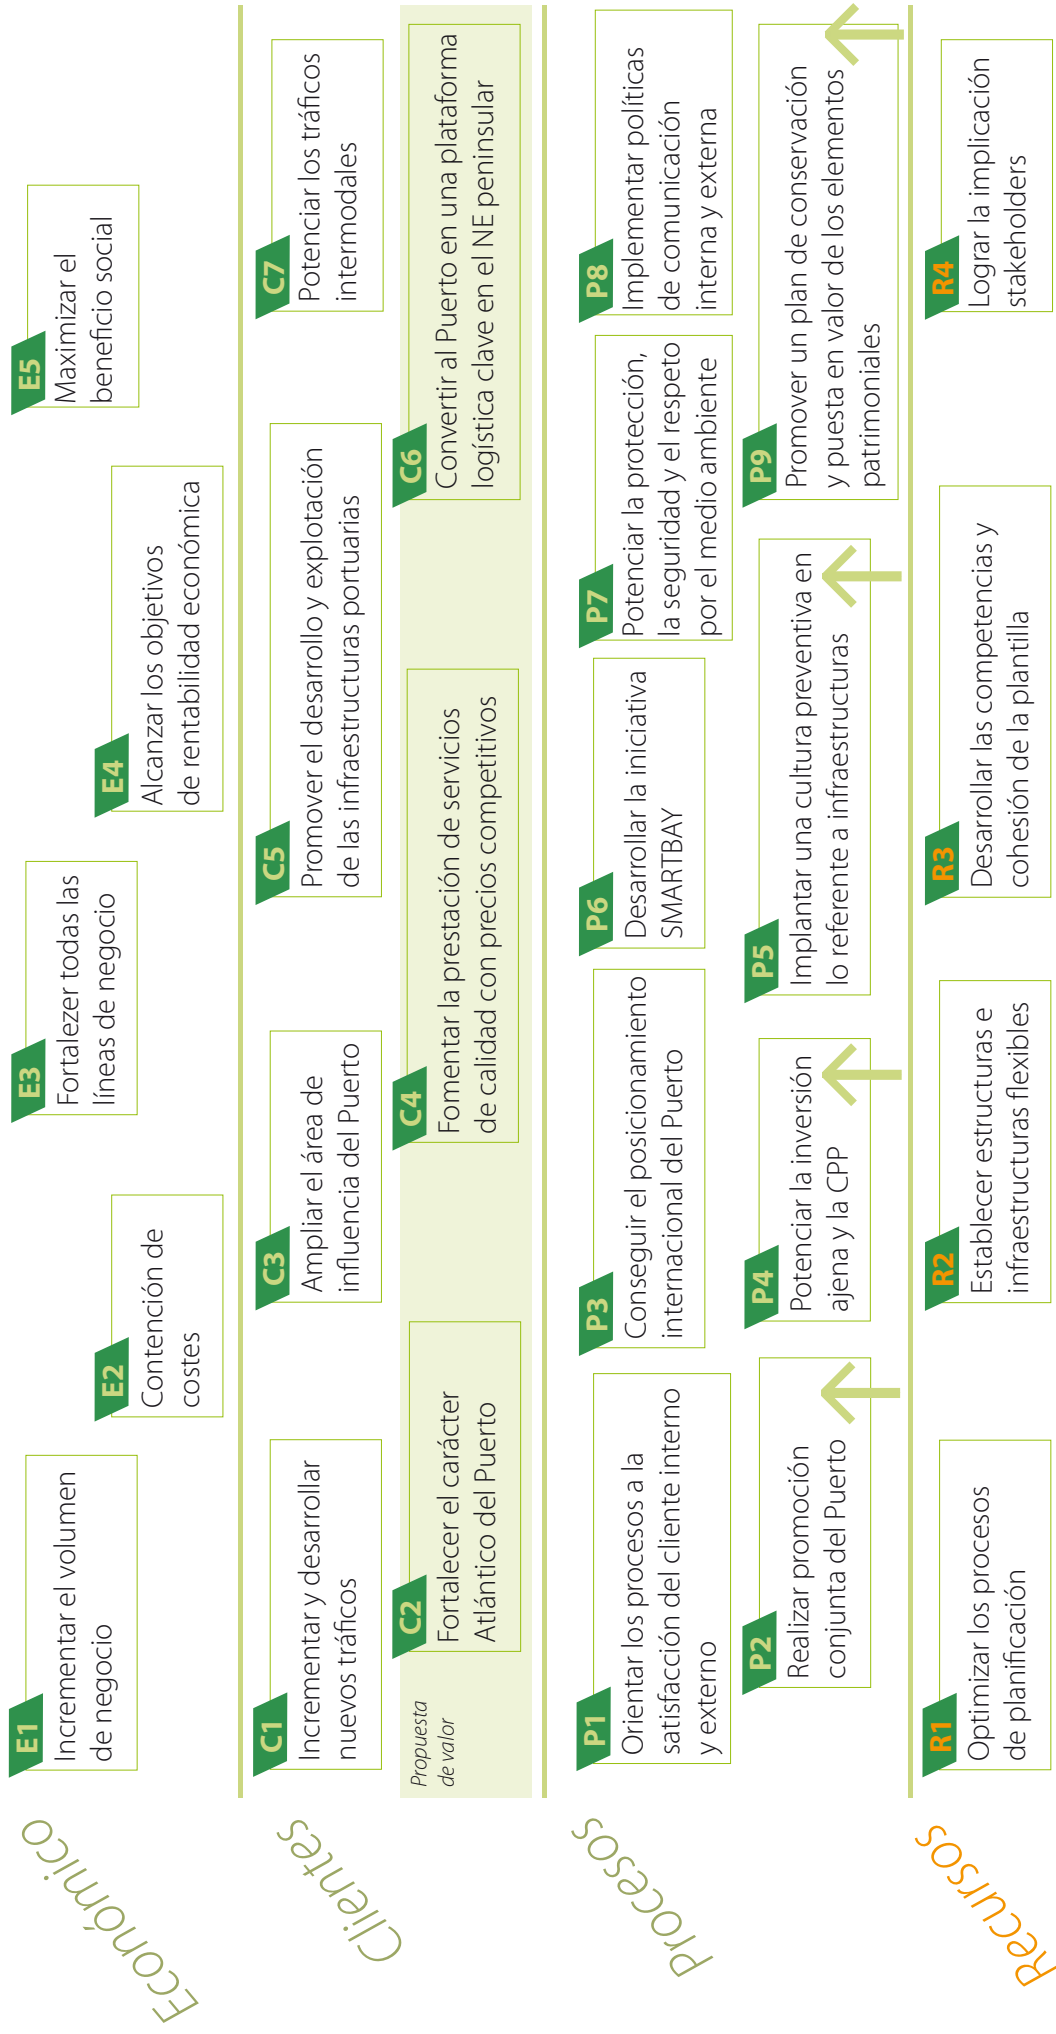 Económico
E1
Incrementar el volumen
de negocio
E2
Contención de
costes
E3
Fortalezer todas las
líneas de negocio
E4
Alcanzar los objetivos
de rentabilidad económica
E5
Maximizar el
beneficio social
Clientes
C1
Incrementar y desarrollar
nuevos tráficos
C3
Ampliar el área de
influencia del Puerto
C5
Promover el desarrollo y explotación
de las infraestructuras portuarias
C7
Potenciar los tráficos
intermodales
Propuesta
de valor
C2
Fortalecer el carácter
Atlántico del Puerto
C4
Fomentar la prestación de servicios
de calidad con precios competitivos
C6
Convertir al Puerto en una plataforma
logística clave en el NE peninsular
Procesos
P1
Orientar los procesos a la
satisfacción del cliente interno
y externo
P3
Conseguir el posicionamiento
internacional del Puerto
P6
Desarrollar la iniciativa
SMARTBAY
P7
Potenciar la protección,
la seguridad y el respeto
por el medio ambiente
P8
Implementar políticas
de comunicación
interna y externa
P2
Realizar promoción
conjunta del Puerto
P4
Potenciar la inversión
ajena y la CPP
P5
Implantar una cultura preventiva en
lo referente a infraestructuras
P9
Promover un plan de conservación
y puesta en valor de los elementos
patrimoniales
Recursos
R1
Optimizar los procesos
de planificación
R2
Establecer estructuras e
infraestructuras flexibles
R3
Desarrollar las competencias y
cohesión de la plantilla
R4
Lograr la implicación
stakeholders